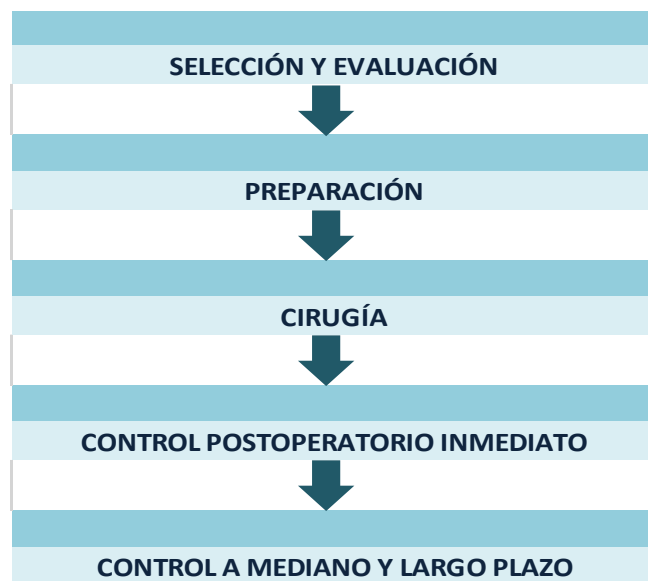 SELECCIÓN Y EVALUACIÓN
PREPARACIÓN
CIRUGÍA
CONTROL POSTOPERATORIO INMEDIATO
CONTROL A MEDIANO Y LARGO PLAZO